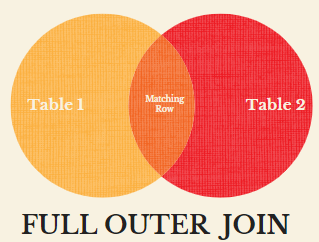 Table 1
Matching
Row
Table 2
FULL OUTER JOIN